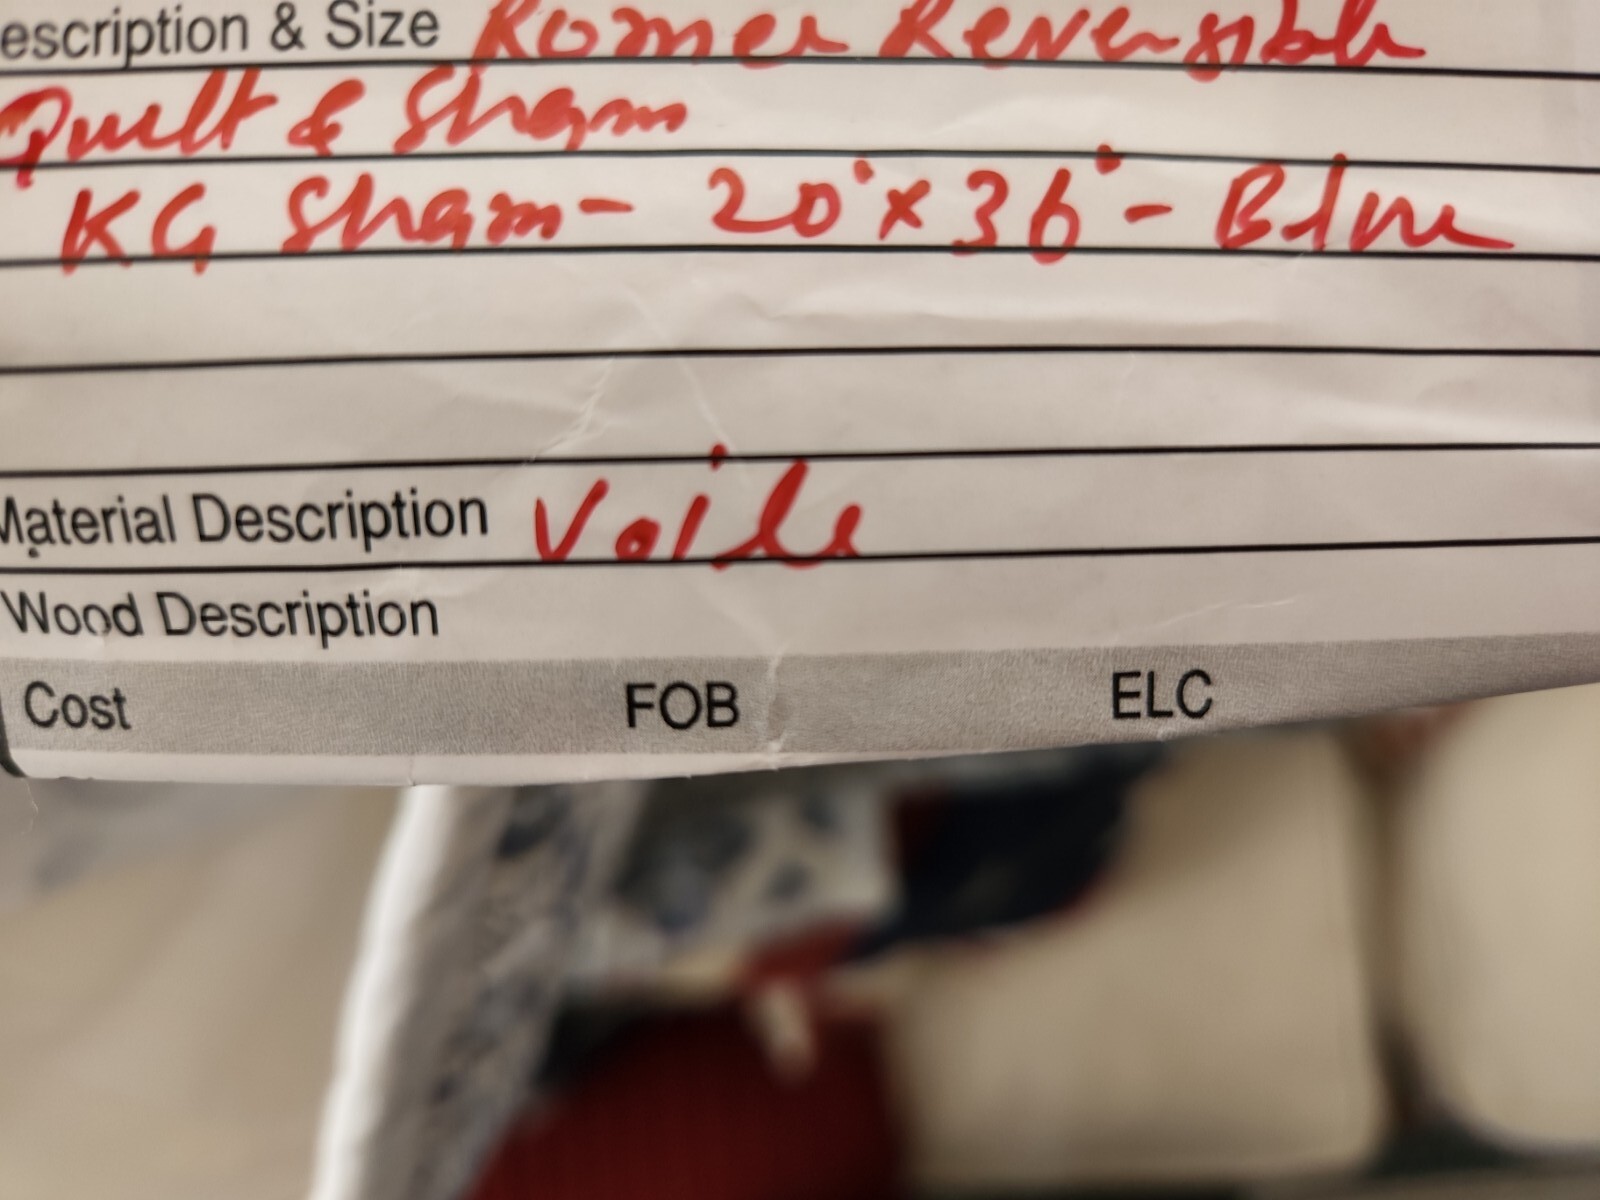 escription & Size Romer Reversible
Quilt & Sham
KG Sham - 20"x36" - Blue
Material Description Voile
Wood Description
Cost FOB ELC